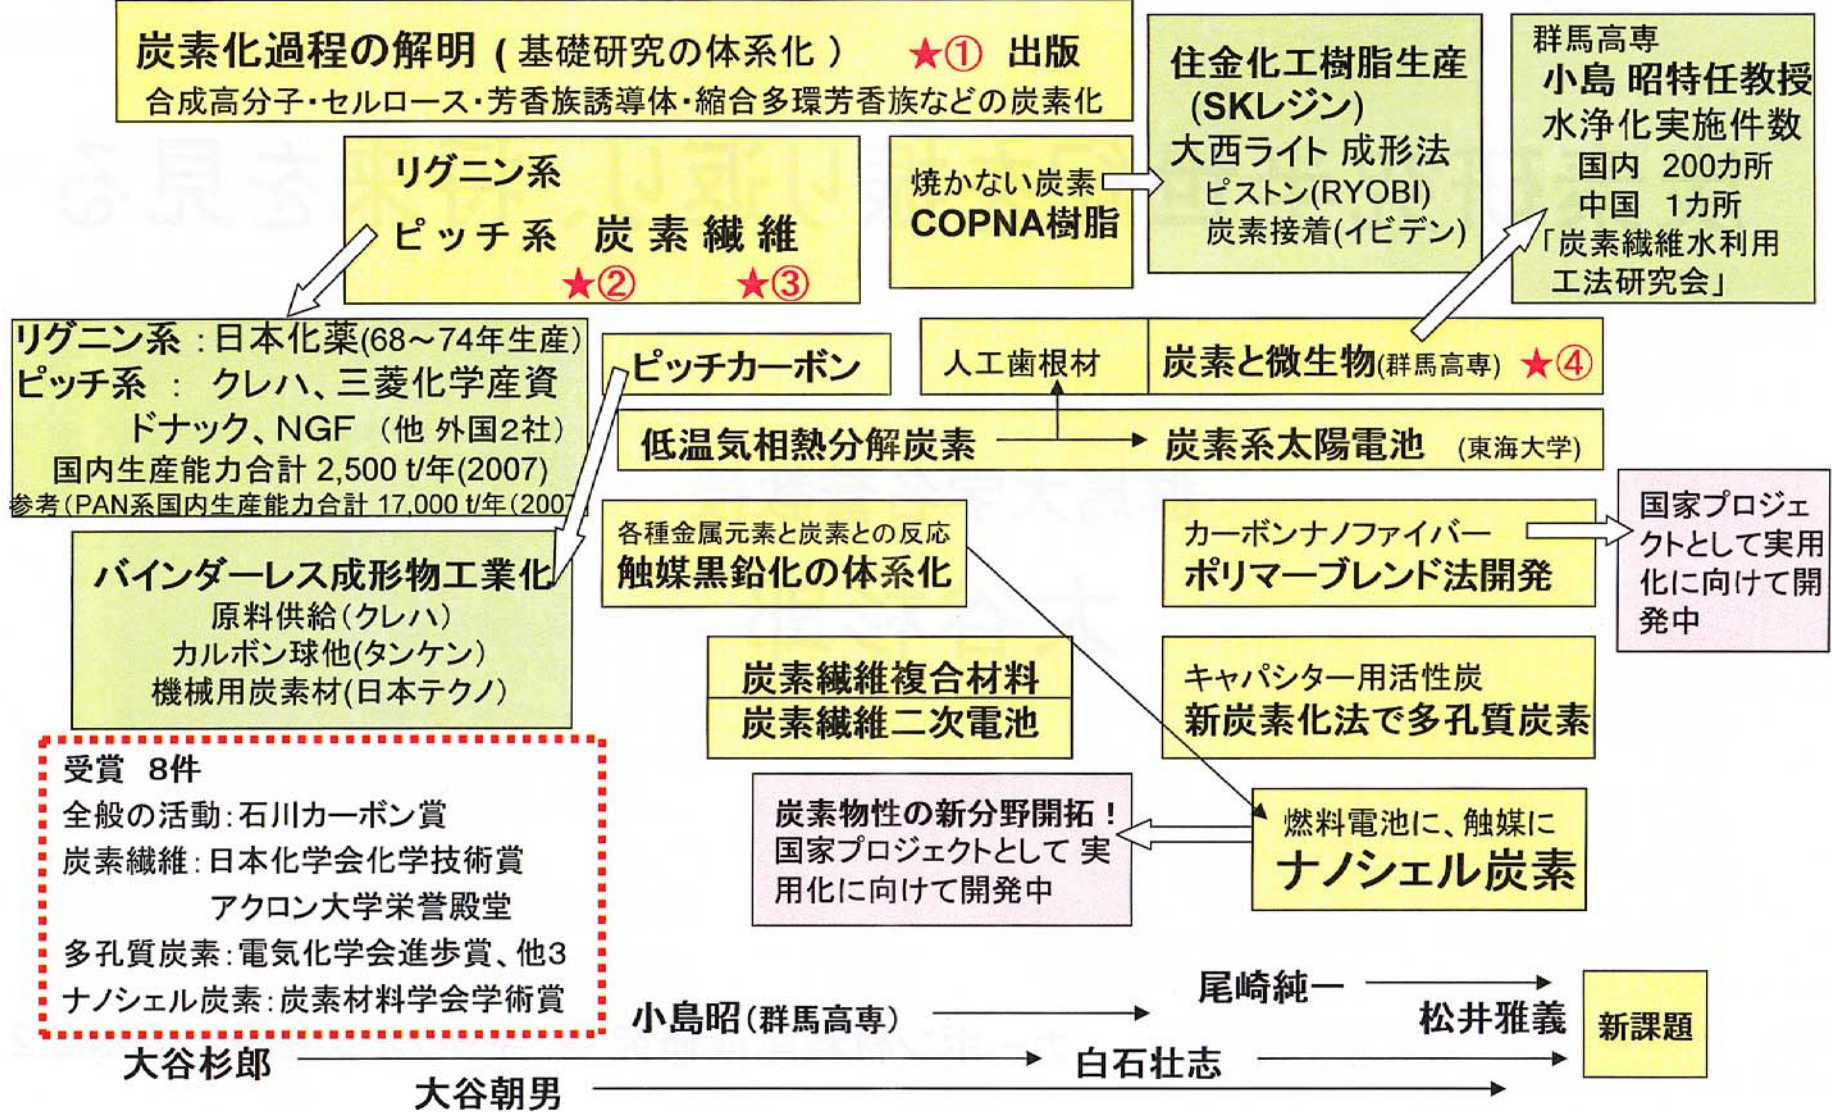 炭素化過程の解明 ( 基礎研究の体系化 ) ★① 出版
合成高分子・セルロース・芳香族誘導体・縮合多環芳香族などの炭素化
リグニン系
ピッチ系 炭素繊維
★② ★③
焼かない炭素
COPNA樹脂
住金化工樹脂生産
(SKレジン)
大西ライト 成形法
ピストン(RYOBI)
炭素接着(イビデン)
群馬高専
小島 昭特任教授
水浄化実施件数
国内 200カ所
中国 1カ所
「炭素繊維水利用
工法研究会」
リグニン系 : 日本化薬(68～74年生産)
ピッチ系 : クレハ、三菱化学産資
ドナック、NGF (他 外国2社)
国内生産能力合計 2,500 t/年(2007)
参考(PAN系国内生産能力合計 17,000 t/年(2007
ピッチカーボン
人工歯根材
炭素と微生物(群馬高専) ★④
低温気相熱分解炭素
炭素系太陽電池 (東海大学)
バインダーレス成形物工業化
原料供給(クレハ)
カルボン球他(タンケン)
機械用炭素材(日本テクノ)
各種金属元素と炭素との反応
触媒黒鉛化の体系化
カーボンナノファイバー
ポリマーブレンド法開発
国家プロジェ
クトとして実用
化に向けて開
発中
炭素繊維複合材料
炭素繊維二次電池
キャパシター用活性炭
新炭素化法で多孔質炭素
受賞 8件
全般の活動:石川カーボン賞
炭素繊維:日本化学会化学技術賞
アクロン大学栄誉殿堂
多孔質炭素:電気化学会進歩賞、他3
ナノシェル炭素:炭素材料学会学術賞
炭素物性の新分野開拓!
国家プロジェクトとして 実
用化に向けて開発中
燃料電池に、触媒に
ナノシェル炭素
尾崎純一
小島昭(群馬高専)
松井雅義
新課題
大谷杉郎
白石壮志
大谷朝男